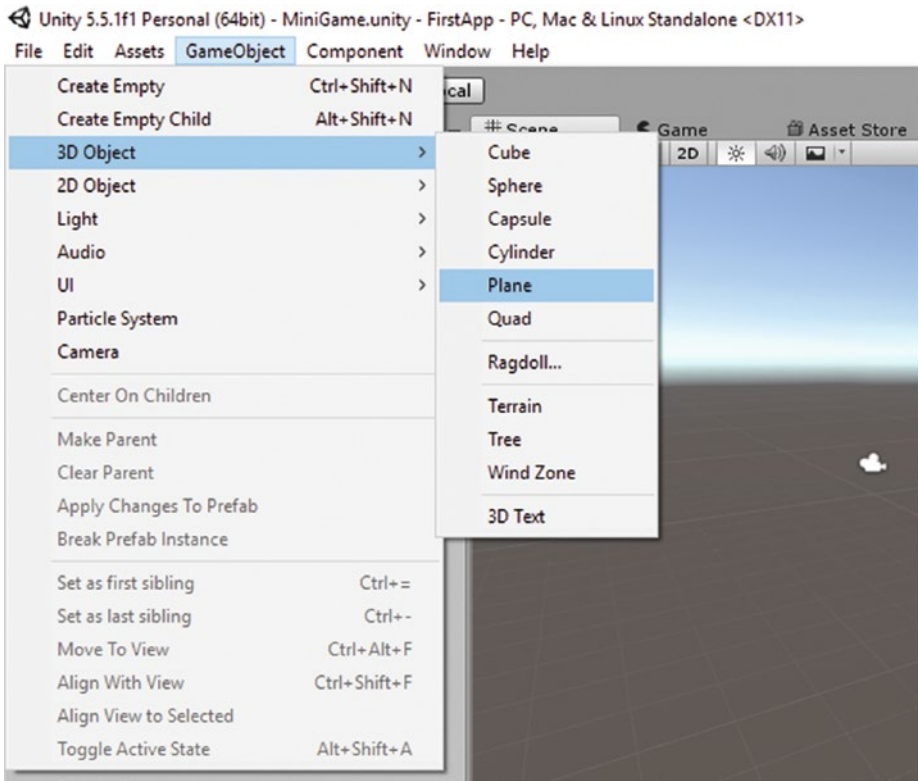 Unity 5.5.1f1 Personal (64bit) - MiniGame.unity - FirstApp - PC, Mac & Linux Standalone <DX11>
File Edit Assets GameObject Component Window Help
Create Empty Ctrl+Shift+N
Create Empty Child Alt+Shift+N
3D Object
2D Object
Light
Audio
UI
Particle System
Camera
Center On Children
Make Parent
Clear Parent
Apply Changes To Prefab
Break Prefab Instance
Set as first sibling Ctrl+=
Set as last sibling Ctrl+-
Move To View Ctrl+Alt+F
Align With View Ctrl+Shift+F
Align View to Selected
Toggle Active State Alt+Shift+A
Cube
Sphere
Capsule
Cylinder
Plane
Quad
Ragdoll...
Terrain
Tree
Wind Zone
3D Text
cal
Scene Game Asset Store
2D